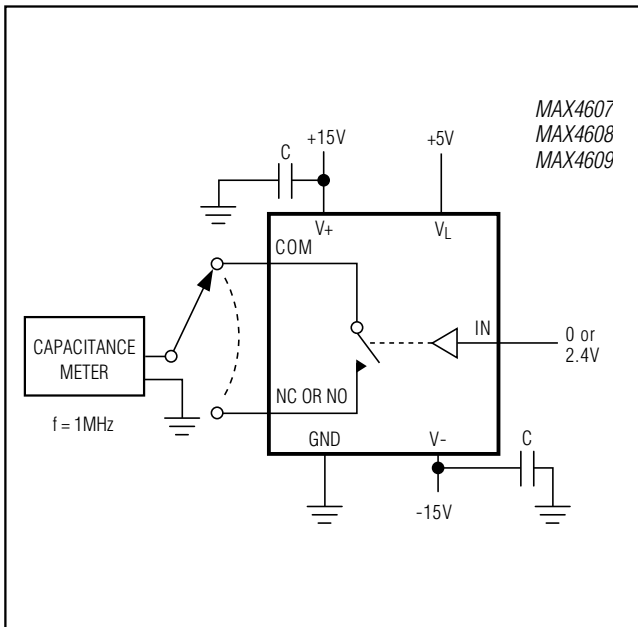 MAX4607
MAX4608
MAX4609
+15V
+5V
C
V+
VL
COM
IN
0 or
2.4V
CAPACITANCE
METER
NC OR NO
f = 1MHz
GND
V-
C
-15V